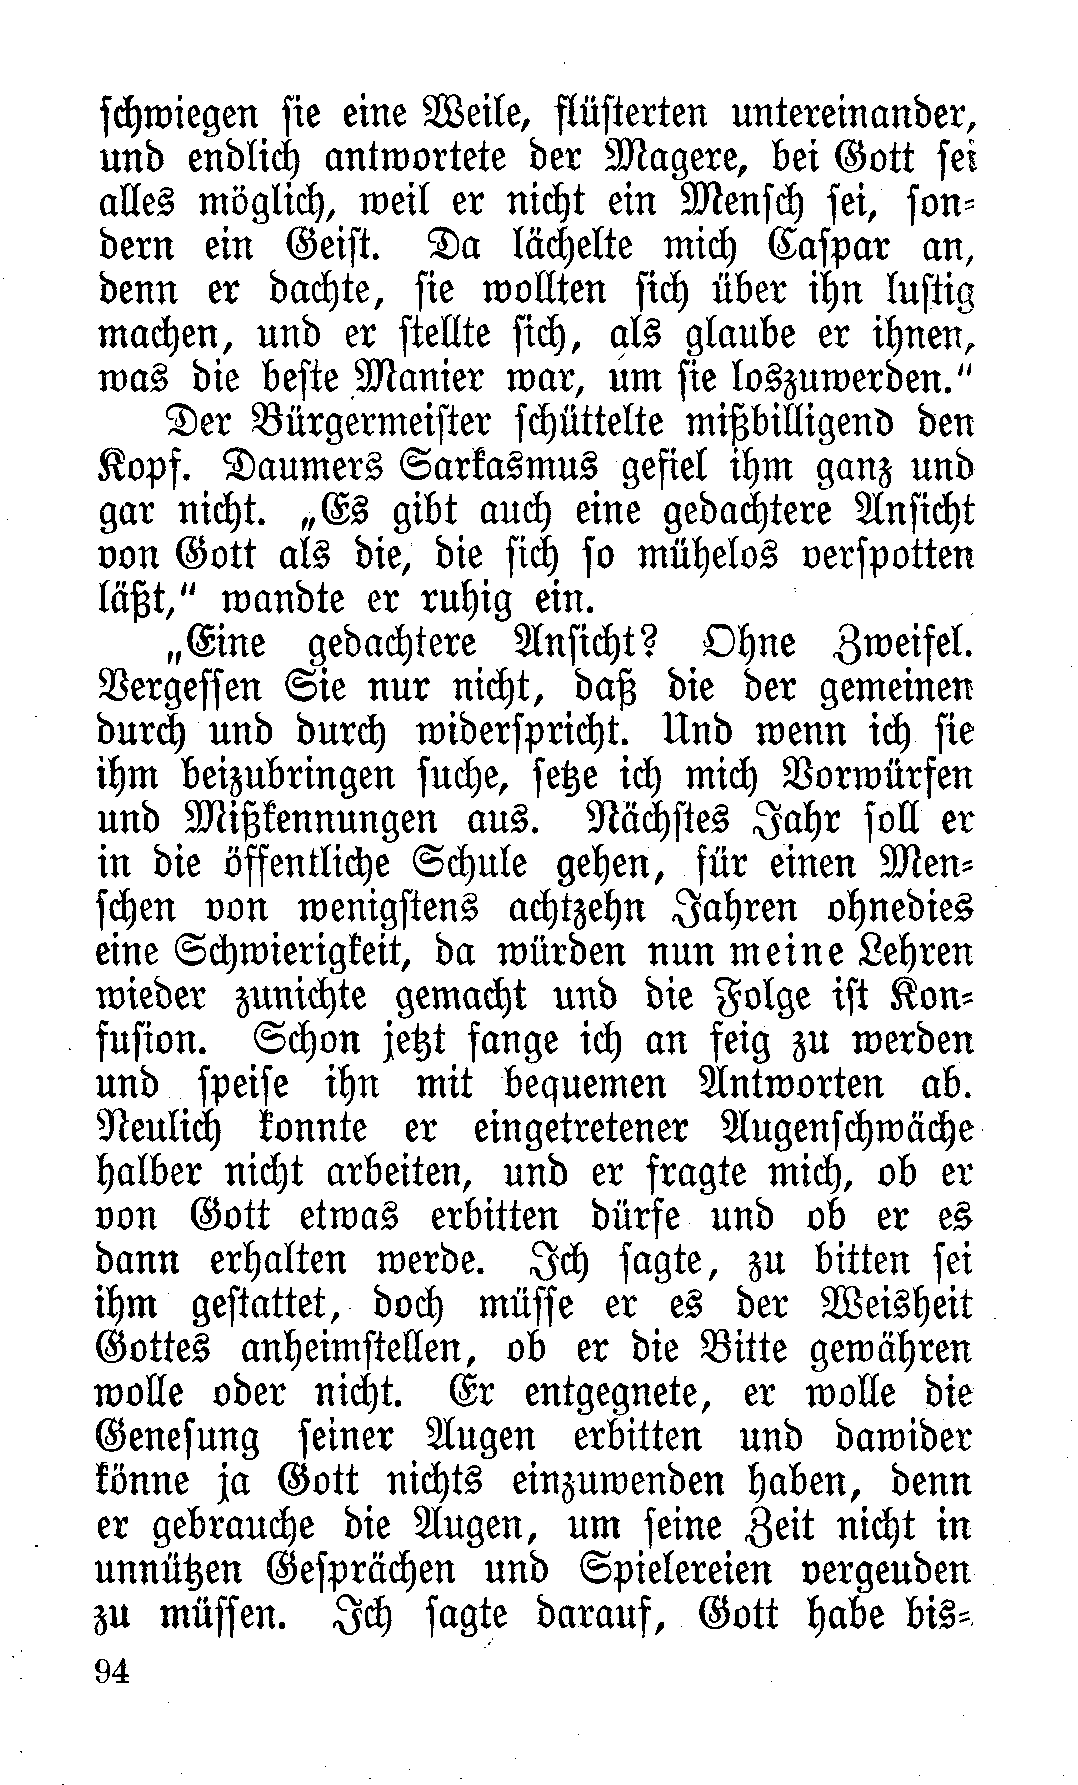 schwiegen sie eine Weile, flüsterten untereinander,
und endlich antwortete der Magere, bei Gott sei
alles möglich, weil er nicht ein Mensch sei, son-
dern ein Geist. Da lächelte mich Caspar an,
denn er dachte, sie wollten sich über ihn lustig
machen, und er stellte sich, als glaube er ihnen,
was die beste Manier war, um sie loszuwerden.“
Der Bürgermeister schüttelte mißbilligend den
Kopf. Daumers Sarkasmus gefiel ihm ganz und
gar nicht. „Es gibt auch eine gedachtere Ansicht
von Gott als die, die sich so mühelos verspotten
läßt,“ wandte er ruhig ein.
„Eine gedachtere Ansicht? Ohne Zweifel.
Vergessen Sie nur nicht, daß die der gemeinen
durch und durch widerspricht. Und wenn ich sie
ihm beizubringen suche, setze ich mich Vorwürfen
und Mißkennungen aus. Nächstes Jahr soll er
in die öffentliche Schule gehen, für einen Men-
schen von wenigstens achtzehn Jahren ohnedies
eine Schwierigkeit, da würden nun meine Lehren
wieder zunichte gemacht und die Folge ist Kon-
fusion. Schon jetzt fange ich an feig zu werden
und speise ihn mit bequemen Antworten ab.
Neulich konnte er eingetretener Augenschwäche
halber nicht arbeiten, und er fragte mich, ob er
von Gott etwas erbitten dürfe und ob er es
dann erhalten werde. Ich sagte, zu bitten sei
ihm gestattet, doch müsse er es der Weisheit
Gottes anheimstellen, ob er die Bitte gewähren
wolle oder nicht. Er entgegnete, er wolle die
Genesung seiner Augen erbitten und dawider
könne ja Gott nichts einzuwenden haben, denn
er gebrauche die Augen, um seine Zeit nicht in
unnützen Gesprächen und Spielereien vergeuden
zu müssen. Ich sagte darauf, Gott habe bis-
94